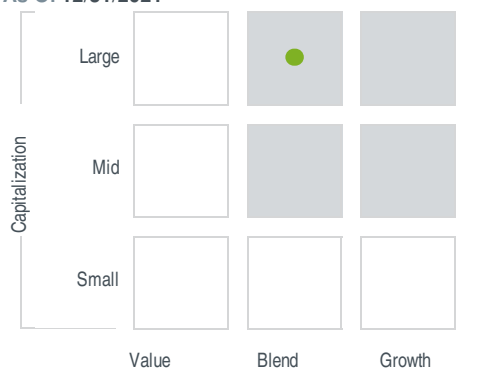 Large
Mid
Capitalization
Small
Value Blend Growth